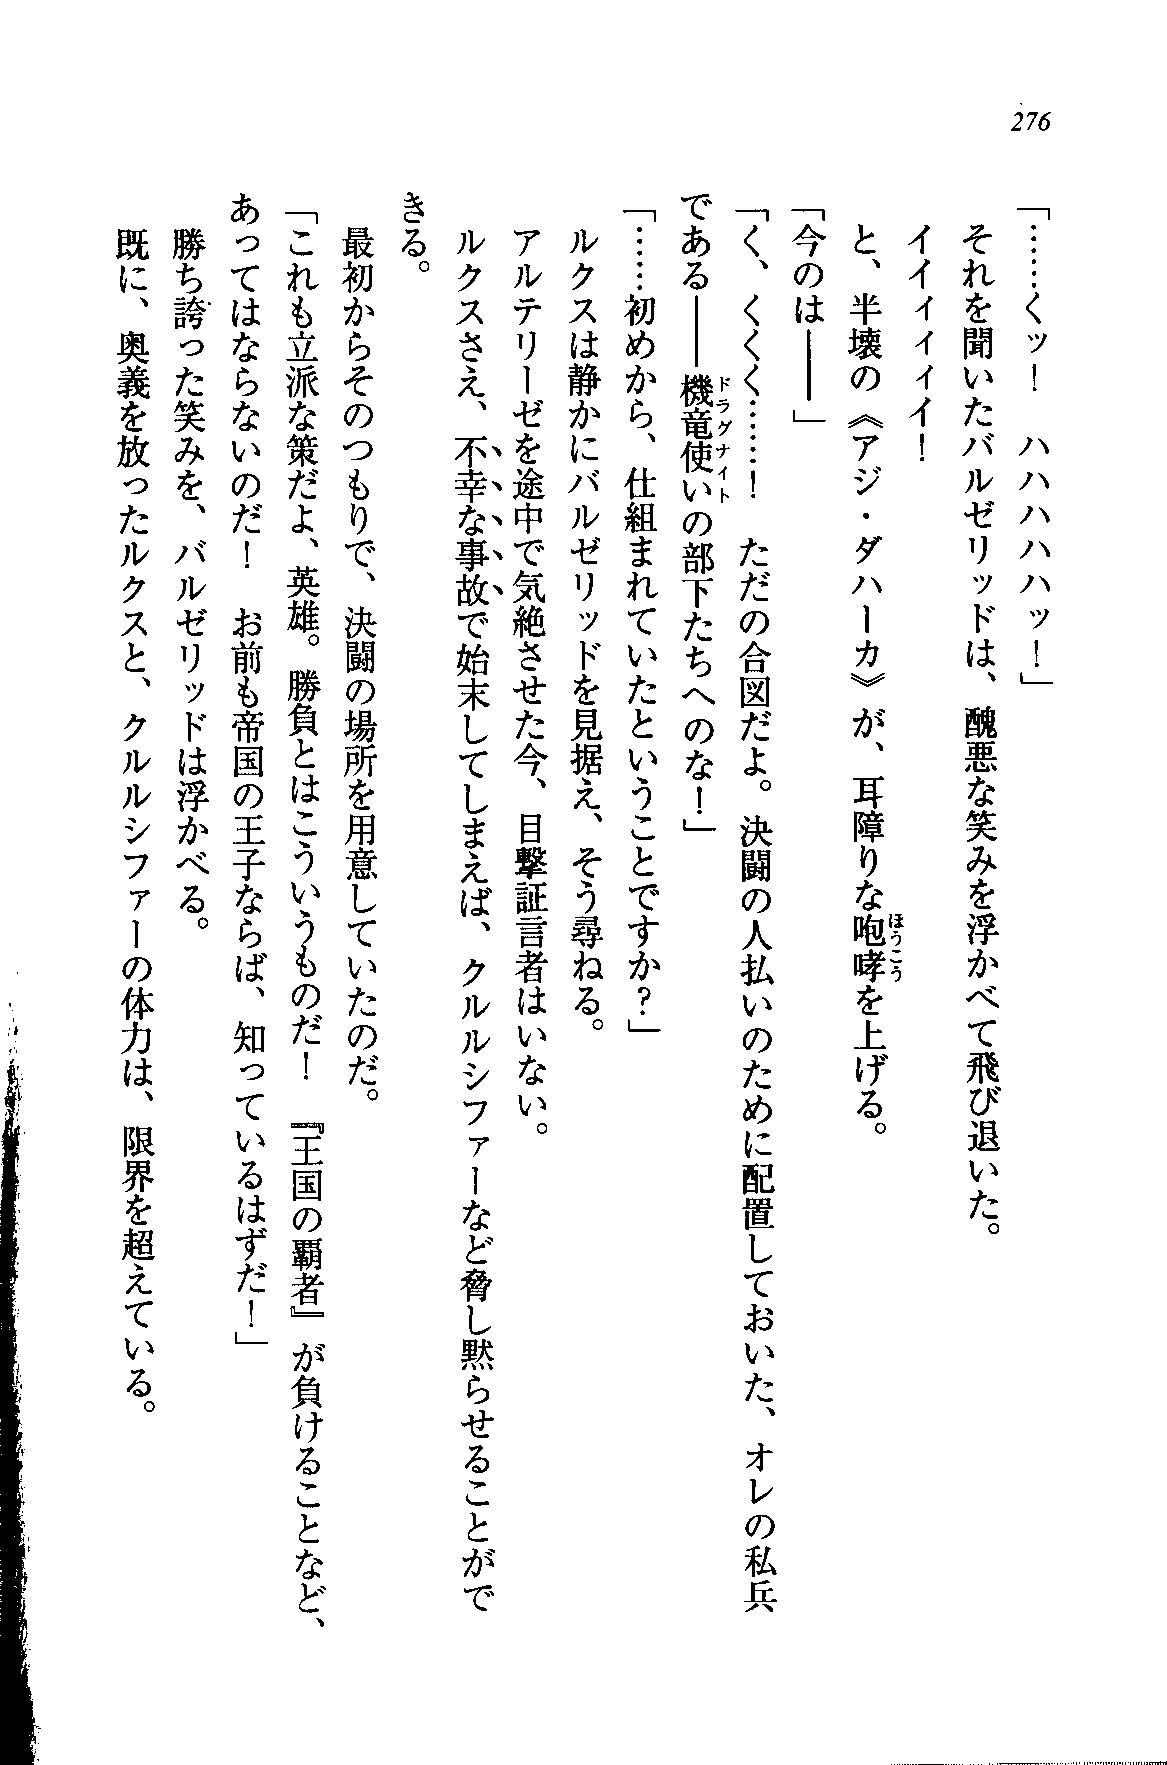 276
「……くッ！　ハハハハハッ！」
それを聞いたバルゼリッドは、醜悪な笑みを浮かべて飛び退いた。
イイイィイィイ！
と、半壊の《アジ・ダハーカ》が、耳障りな咆哮を上げる。
「今のは――」
「く、くくく……！　ただの合図だよ。決闘の人払いのために配置しておいた、オレの私兵
である――機竜使いの部下たちへのな！」
「……初めから、仕組まれていたということですか？」
ルクスは静かにバルゼリッドを見据え、そう尋ねる。
アルテリーゼを途中で気絶させた今、目撃証言者はいない。
ルクスさえ、不幸な事故で始末してしまえば、クルルシファーなど脅し黙らせることがで
きる。
最初からそのつもりで、決闘の場所を用意していたのだ。
「これも立派な策だよ、英雄。勝負とはこういうものだ！　『王国の覇者』が負けることなど、
あってはならないのだ！　お前も帝国の王子ならば、知っているはずだ！」
勝ち誇った笑みを、バルゼリッドは浮かべる。
既に、奥義を放ったルクスと、クルルシファーの体力は、限界を超えている。